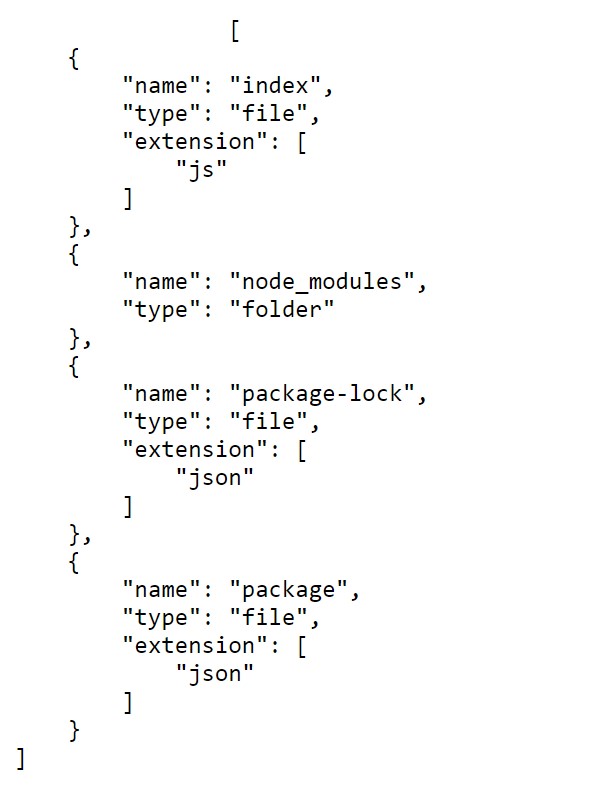 [
{
"name": "index",
"type": "file",
"extension": [
"js"
]
},
{
"name": "node_modules",
"type": "folder"
},
{
"name": "package-lock",
"type": "file",
"extension": [
"json"
]
},
{
"name": "package",
"type": "file",
"extension": [
"json"
]
}
]